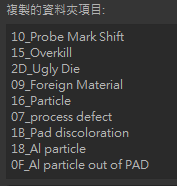 複製的資料夾項目:
10_Probe Mark Shift
15_Overkill
2D_Ugly Die
09_Foreign Material
16_Particle
07_process defect
1B_Pad discoloration
18_Al particle
0F_Al particle out of PAD